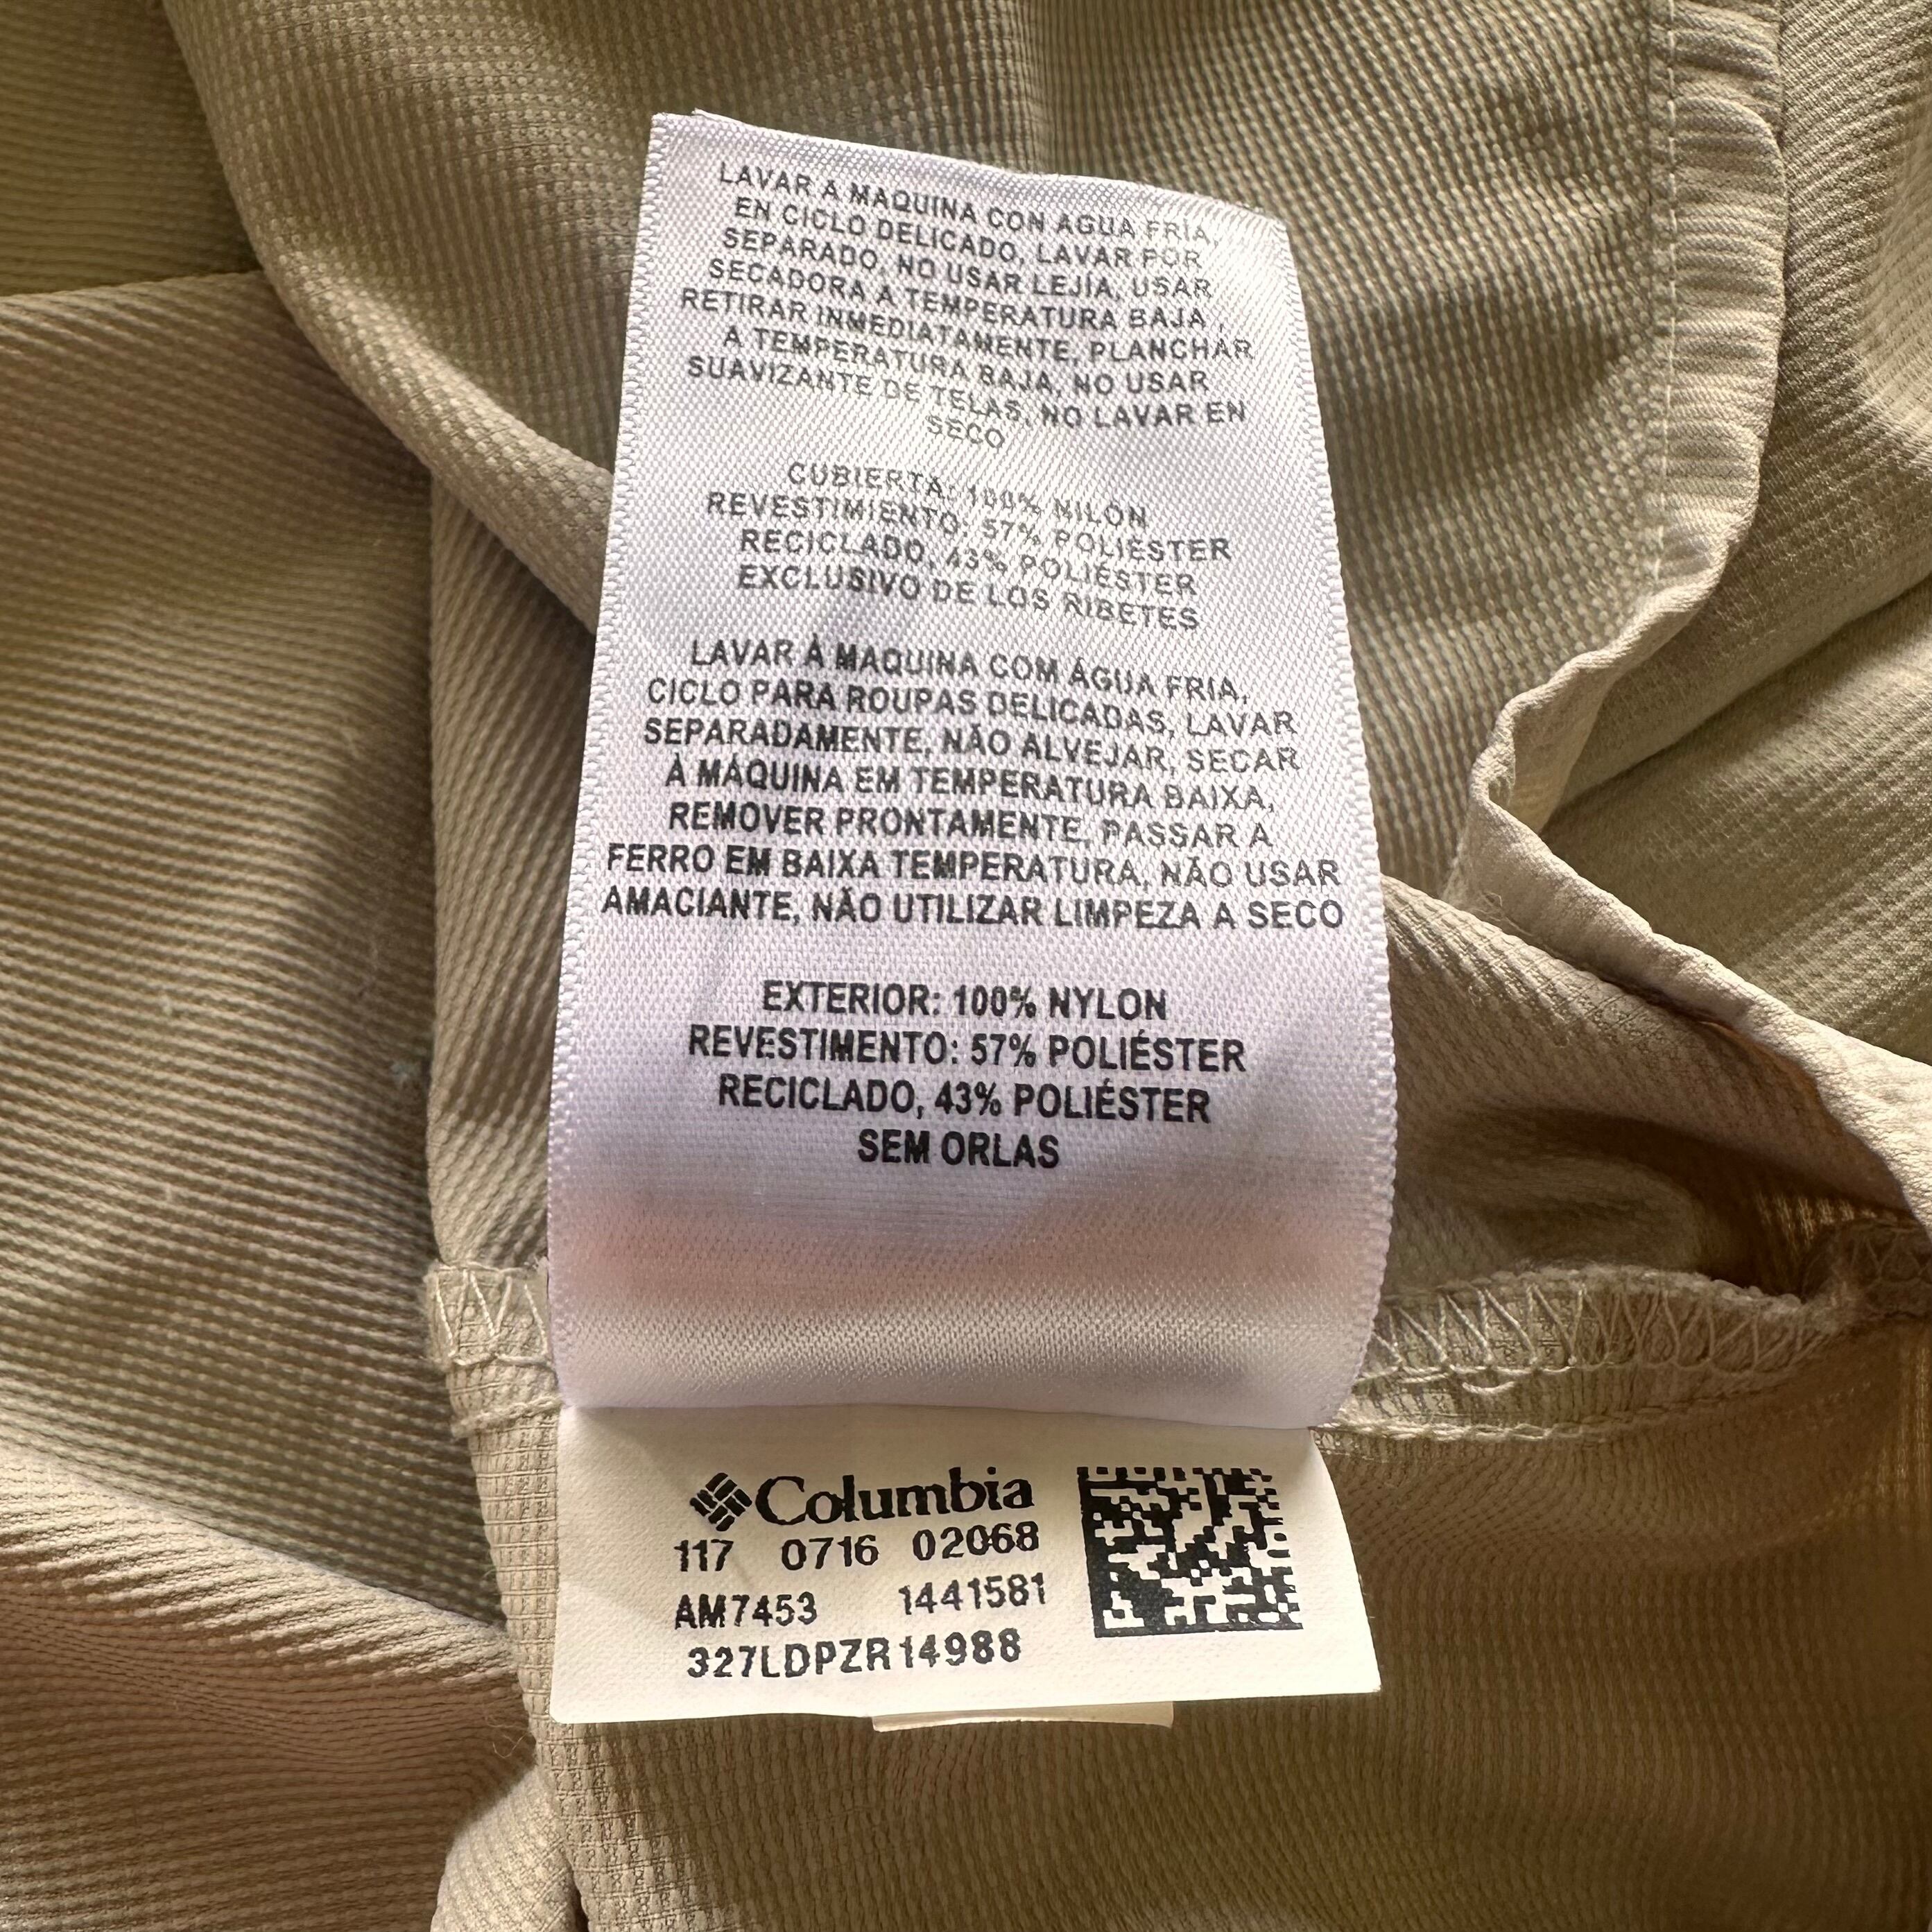 LAVAR A MAQUINA CON AGUA FRIA,
EN CICLO DELICADO, LAVAR POR
SEPARADO, NO USAR LEJÍA, USAR
SECADORA A TEMPERATURA BAJA ,
RETIRAR INMEDIATAMENTE, PLANCHAR
A TEMPERATURA BAJA, NO USAR
SUAVIZANTE DE TELAS, NO LAVAR EN
SECO
CUBIERTA: 100% NILÓN
REVESTIMIENTO: 57% POLIÉSTER
RECICLADO, 43% POLIÉSTER
EXCLUSIVO DE LOS RIBETES
LAVAR À MAQUINA COM ÁGUA FRIA,
CICLO PARA ROUPAS DELICADAS, LAVAR
SEPARADAMENTE, NÃO ALVEJAR, SECAR
À MÁQUINA EM TEMPERATURA BAIXA,
REMOVER PRONTAMENTE, PASSAR A
FERRO EM BAIXA TEMPERATURA, NÃO USAR
AMACIANTE, NÃO UTILIZAR LIMPEZA A SECO
EXTERIOR: 100% NYLON
REVESTIMENTO: 57% POLIÉSTER
RECICLADO, 43% POLIÉSTER
SEM ORLAS
Columbia
117 0716 02068
AM7453 1441581
327LDPZR14988